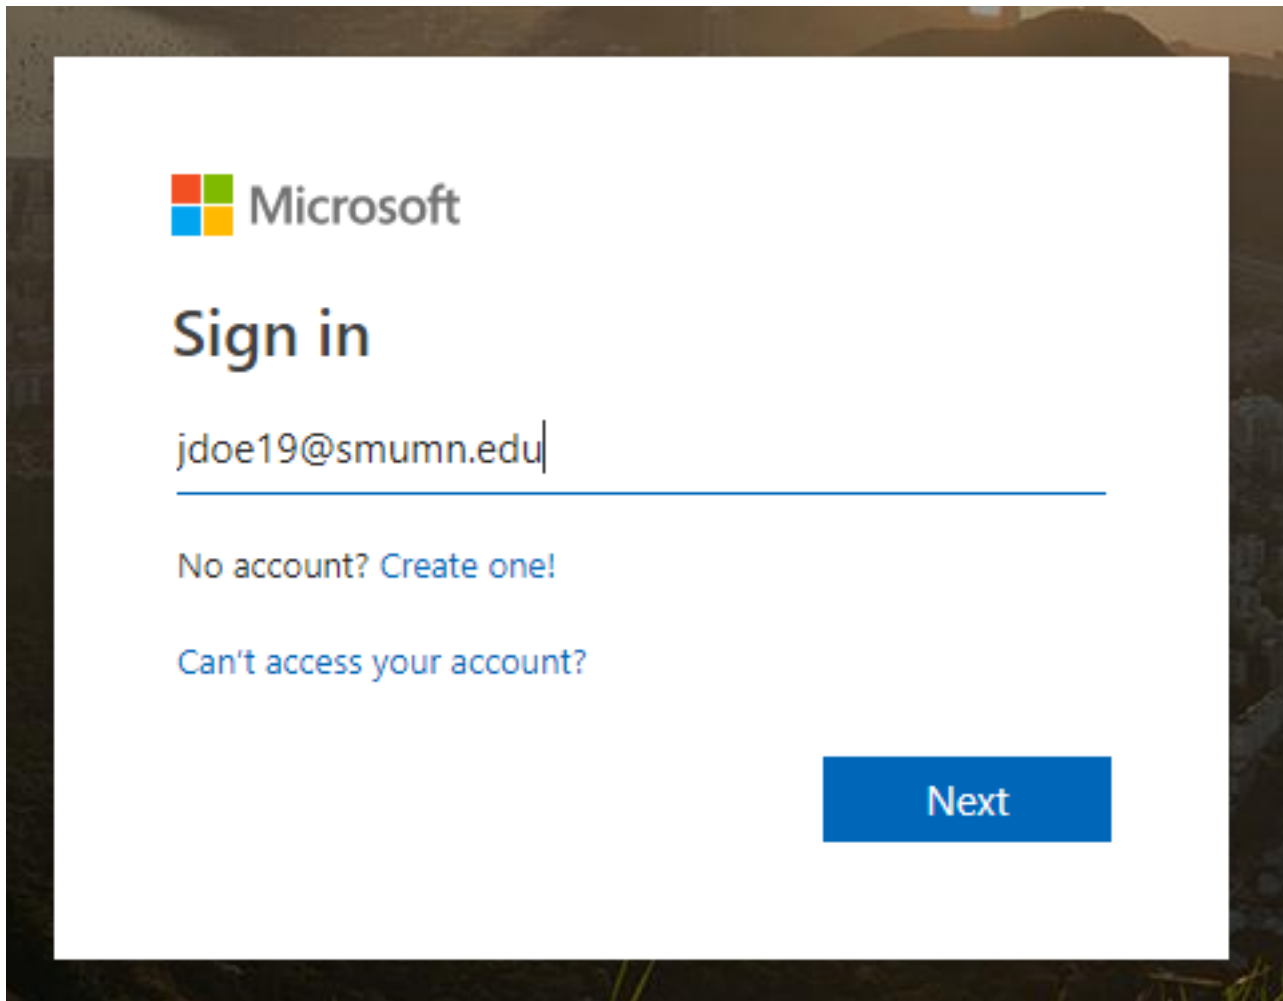 Microsoft
Sign in
jdoe19@smumn.edu
No account? Create one!
Can't access your account?
Next